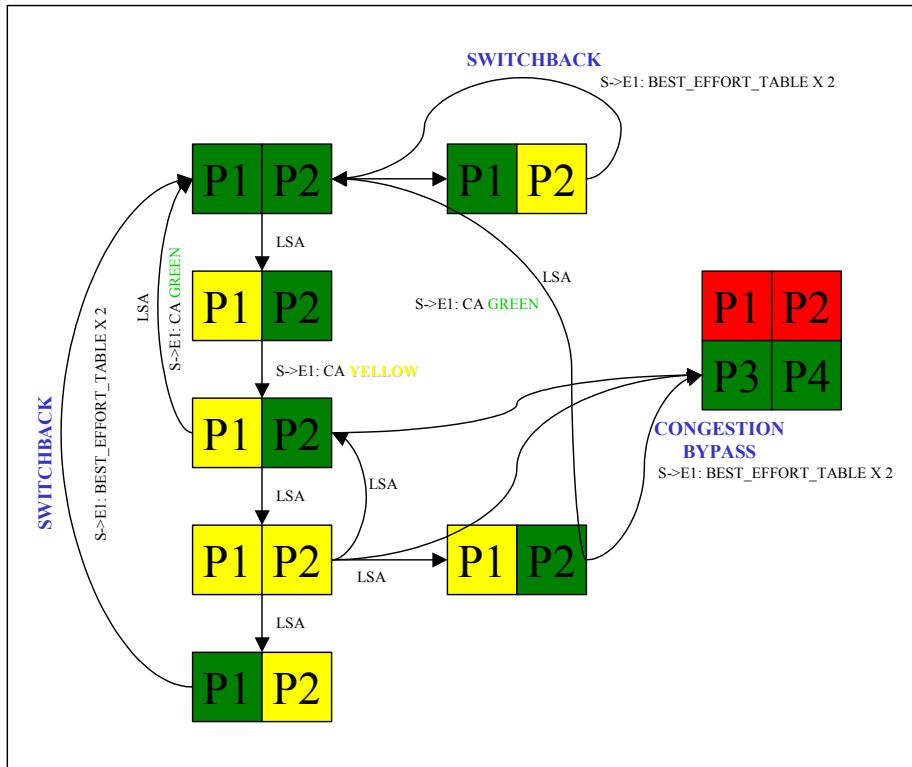 SWITCHBACK
S->E1: BEST_EFFORT_TABLE X 2
P1 P2
P1 P2
LSA
LSA
P1 P2
LSA
S->E1: CA GREEN
S->E1: CA GREEN
P1 P2
S->E1: BEST_EFFORT_TABLE X 2
S->E1: CA YELLOW
P3 P4
P1 P2
CONGESTION
BYPASS
S->E1: BEST_EFFORT_TABLE X 2
SWITCHBACK
LSA
LSA
P1 P2
P1 P2
LSA
LSA
P1 P2